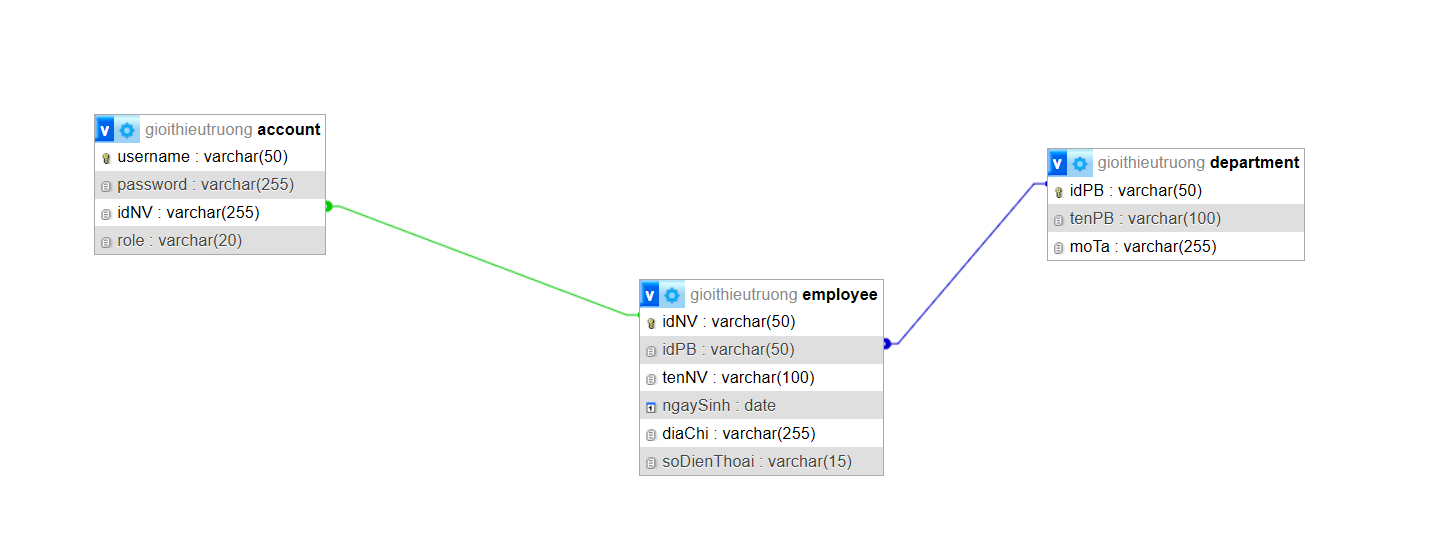 gioithieutruong account
username : varchar(50)
password : varchar(255)
idNV : varchar(255)
role : varchar(20)
gioithieutruong department
idPB : varchar(50)
tenPB : varchar(100)
moTa : varchar(255)
gioithieutruong employee
idNV : varchar(50)
idPB : varchar(50)
tenNV : varchar(100)
ngaySinh : date
diaChi : varchar(255)
soDienThoai : varchar(15)